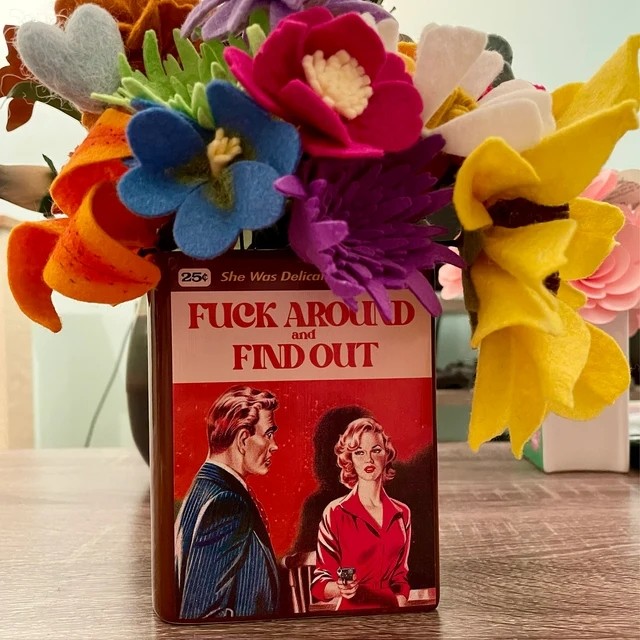 25¢ She Was Delica
FUCK AROUND
and
FIND OUT